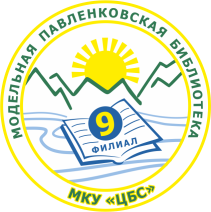 МОДЕЛЬНАЯ ПАВЛЕНКОВСКАЯ БИБЛИОТЕКА
9
ФИЛИАЛ
МКУ «ЦБС»